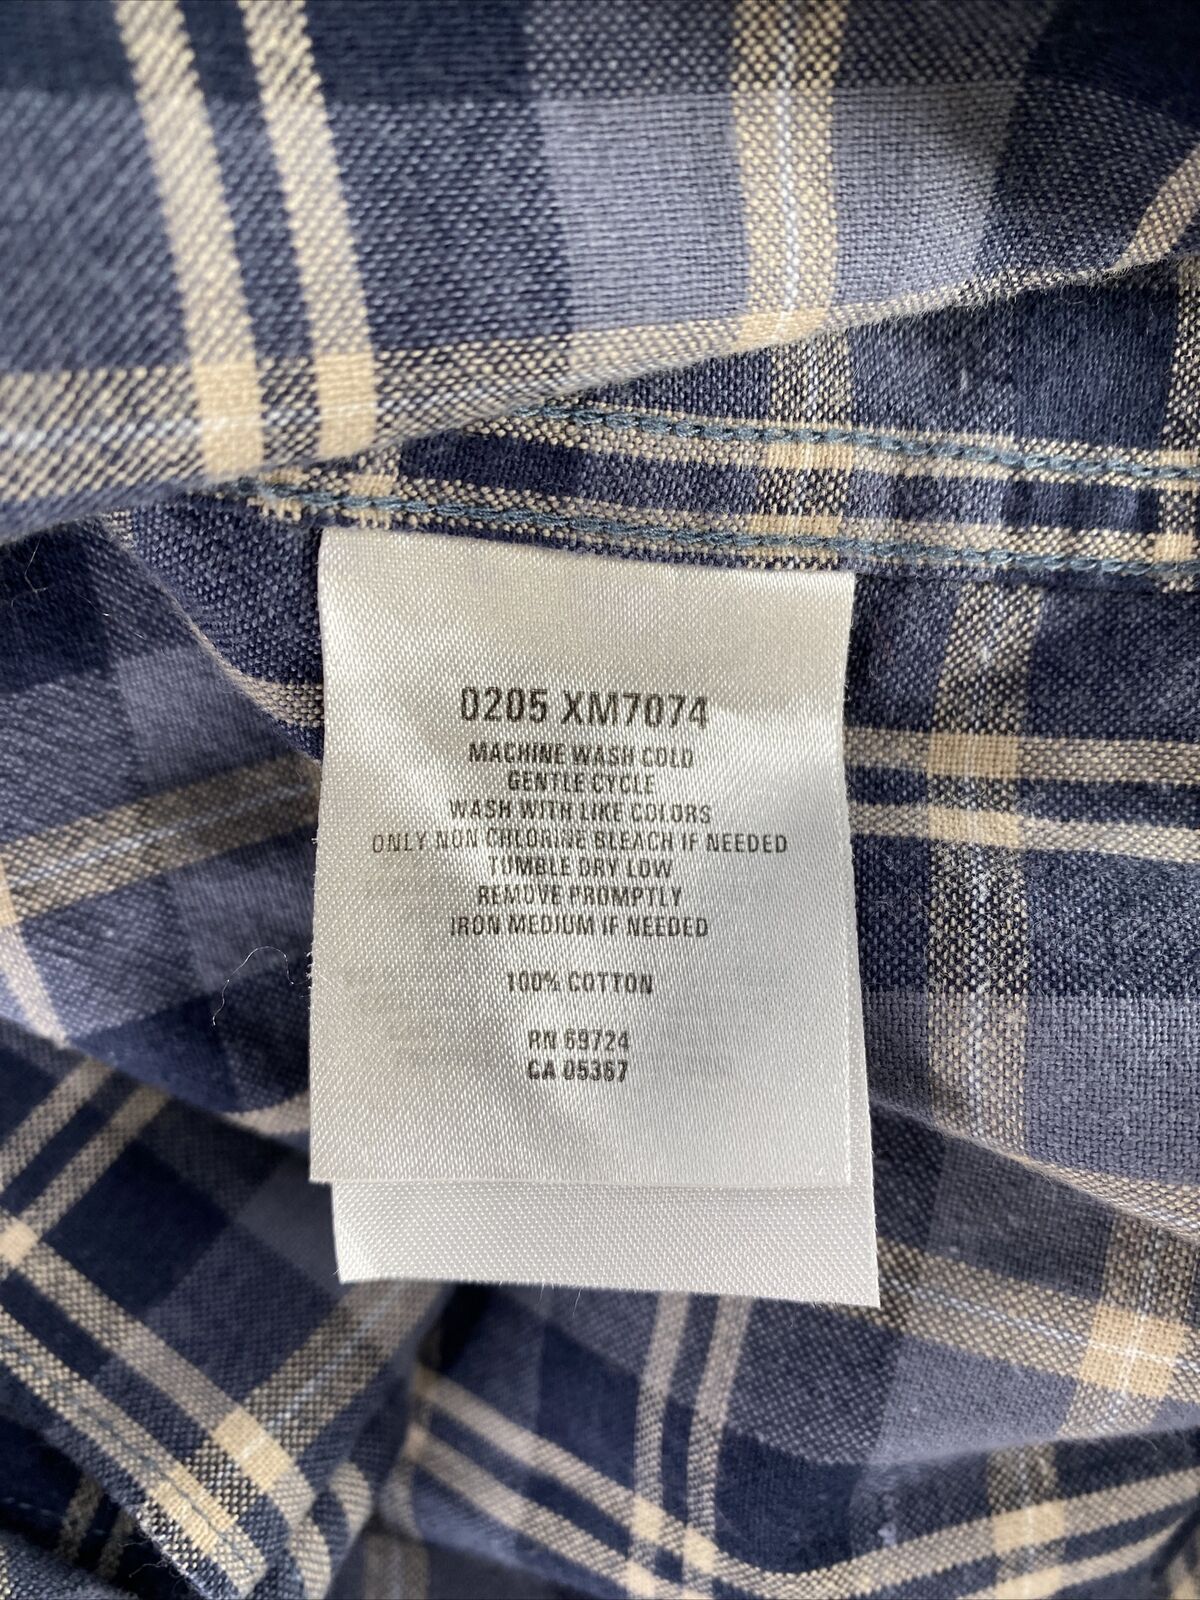 0205 XM7074
MACHINE WASH COLD
GENTLE CYCLE
WASH WITH LIKE COLORS
ONLY NON CHLORINE BLEACH IF NEEDED
TUMBLE DRY LOW
REMOVE PROMPTLY
IRON MEDIUM IF NEEDED
100% COTTON
RN 69724
CA 05367